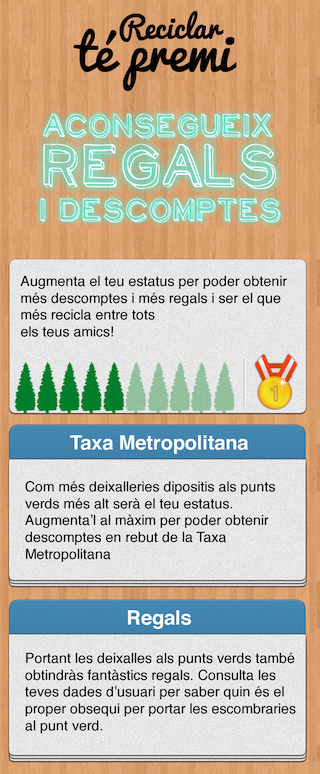 Reciclar
té premi
ACONSEGUEIX
REGALS
I DESCOMPTES
Augmenta el teu estatus per poder obtenir
més descomptes i més regals i ser el que
més recicla entre tots
els teus amics!
1
Taxa Metropolitana
Com més deixalleries dipositis als punts
verds més alt serà el teu estatus.
Augmenta'l al màxim per poder obtenir
descomptes en rebut de la Taxa
Metropolitana
Regals
Portant les deixalles als punts verds també
obtindràs fantàstics regals. Consulta les
teves dades d'usuari per saber quin és el
proper obsequi per portar les escombraries
al punt verd.